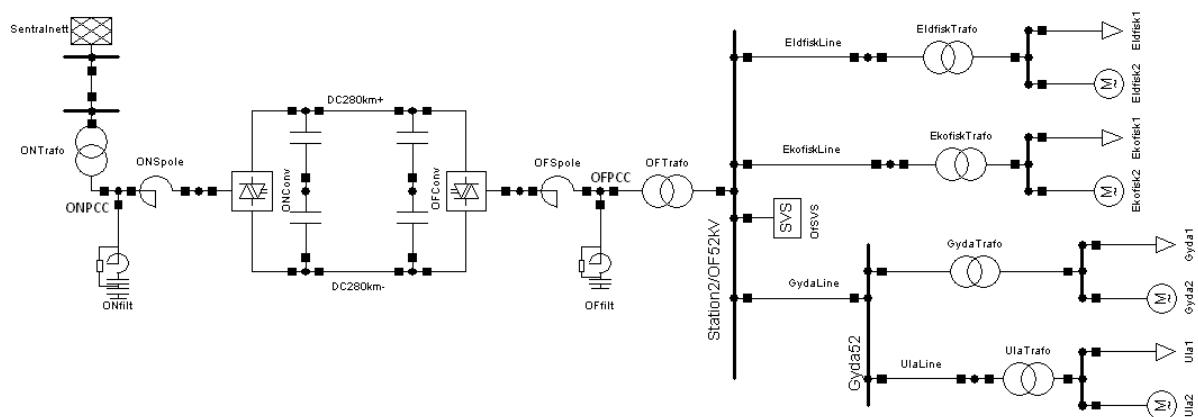 Sentralnett
ONTrafo
ONSpole
ONPCC
ONfilt
DC280km+
ONConv
OFConv
DC280km-
OFSpole
OFPCC
OFfilt
OFTrafo
Station2/OF52kV
SVS
OfSVS
EldfiskLine
EldfiskTrafo
Eldfisk1
M~
Eldfisk2
EkofiskLine
EkofiskTrafo
Ekofisk1
M~
Ekofisk2
GydaLine
Gyda52
GydaTrafo
Gyda1
M~
Gyda2
UlaLine
UlaTrafo
Ula1
M~
Ula2